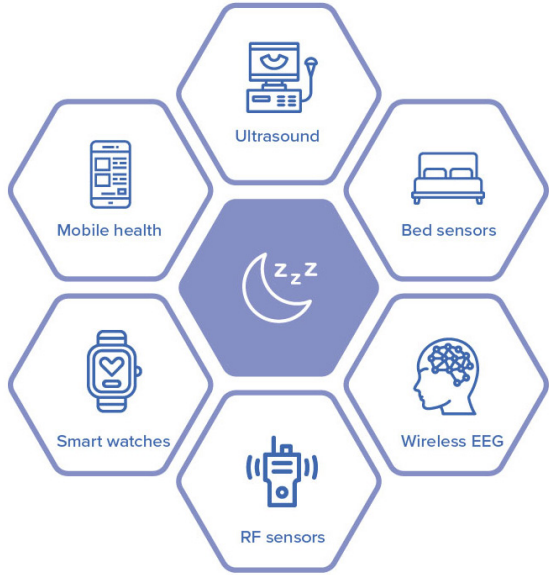 Ultrasound
Mobile health
Bed sensors
z z z
Smart watches
Wireless EEG
RF sensors